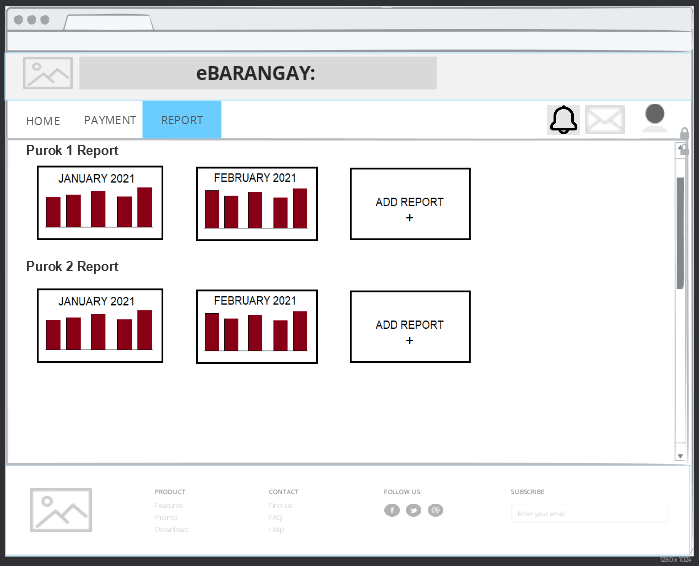 eBARANGAY:
HOME PAYMENT REPORT
Purok 1 Report
JANUARY 2021 FEBRUARY 2021 ADD REPORT
+
Purok 2 Report
JANUARY 2021 FEBRUARY 2021 ADD REPORT
+
PRODUCT CONTACT FOLLOW US SUBSCRIBE
Features Find us
Promo FAQ Enter your email
Download Help
1280 x 1024